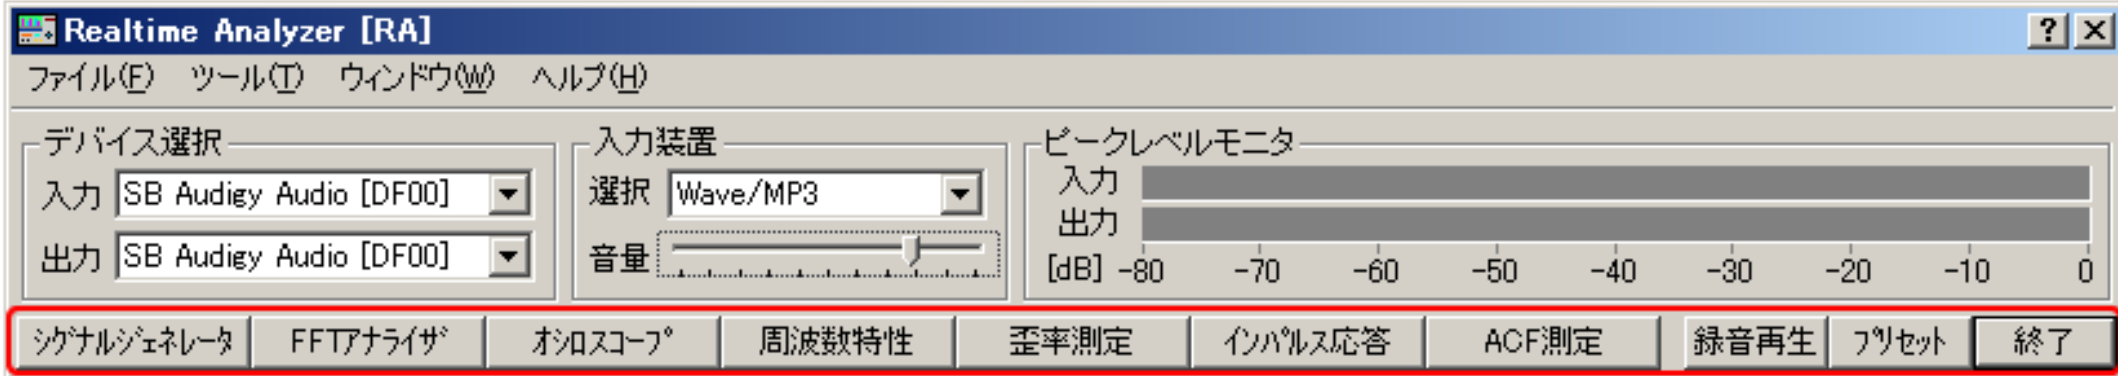 Realtime Analyzer [RA]
ファイル(F) ツール(T) ウィンドウ(W) ヘルプ(H)
デバイス選択
入力 SB Audigy Audio [DF00]
出力 SB Audigy Audio [DF00]
入力装置
選択 Wave/MP3
音量
ピークレベルモニタ
入力
出力
[dB] -80 -70 -60 -50 -40 -30 -20 -10 0
ｼｸﾞﾅﾙｼﾞｪﾈﾚｰﾀ FFTｱﾅﾗｲｻﾞ ｵｼﾛｽｺｰﾌﾟ 周波数特性 歪率測定 ｲﾝﾊﾟﾙｽ応答 ACF測定 録音再生 ﾌﾟﾘｾｯﾄ 終了